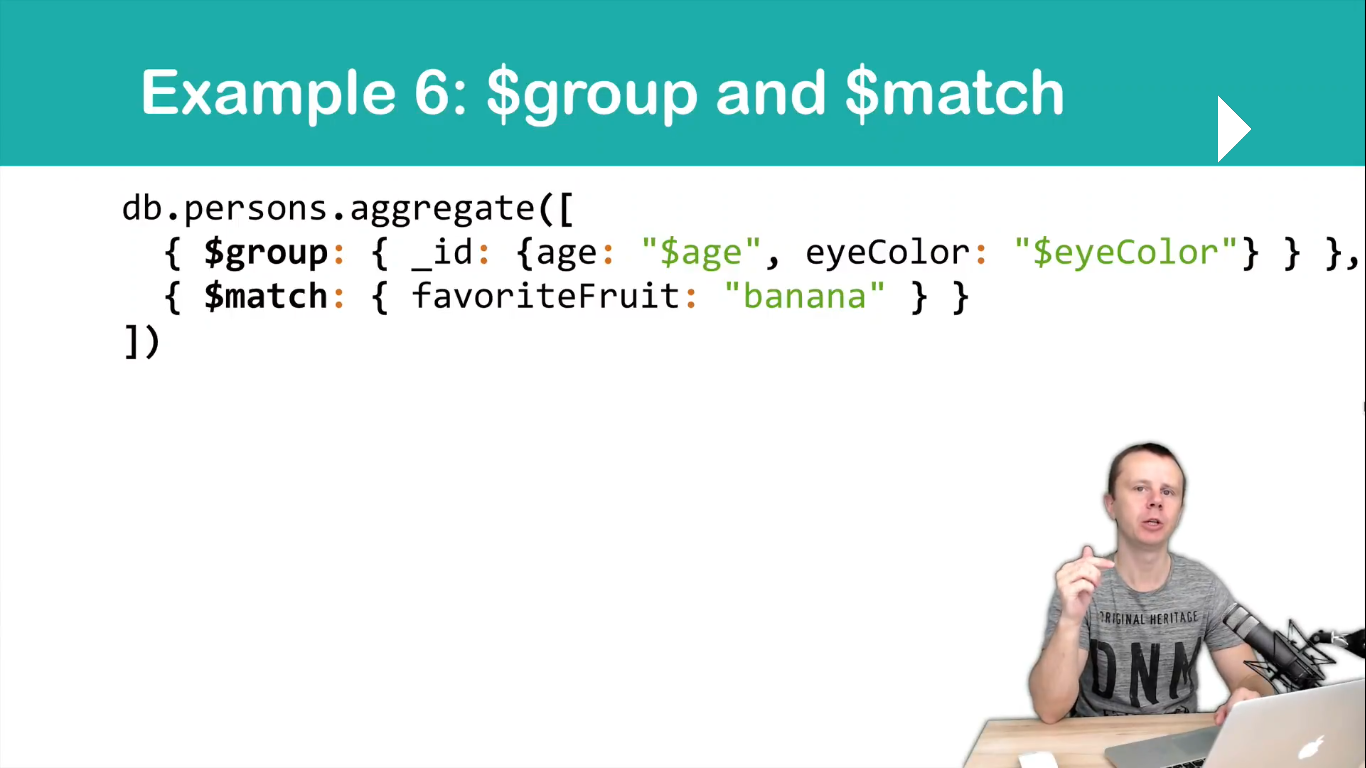 Example 6: $group and $match
db.persons.aggregate([
{ $group: { _id: {age: "$age", eyeColor: "$eyeColor"} } },
{ $match: { favoriteFruit: "banana" } }
])
ORIGINAL HERITAGE
DNM